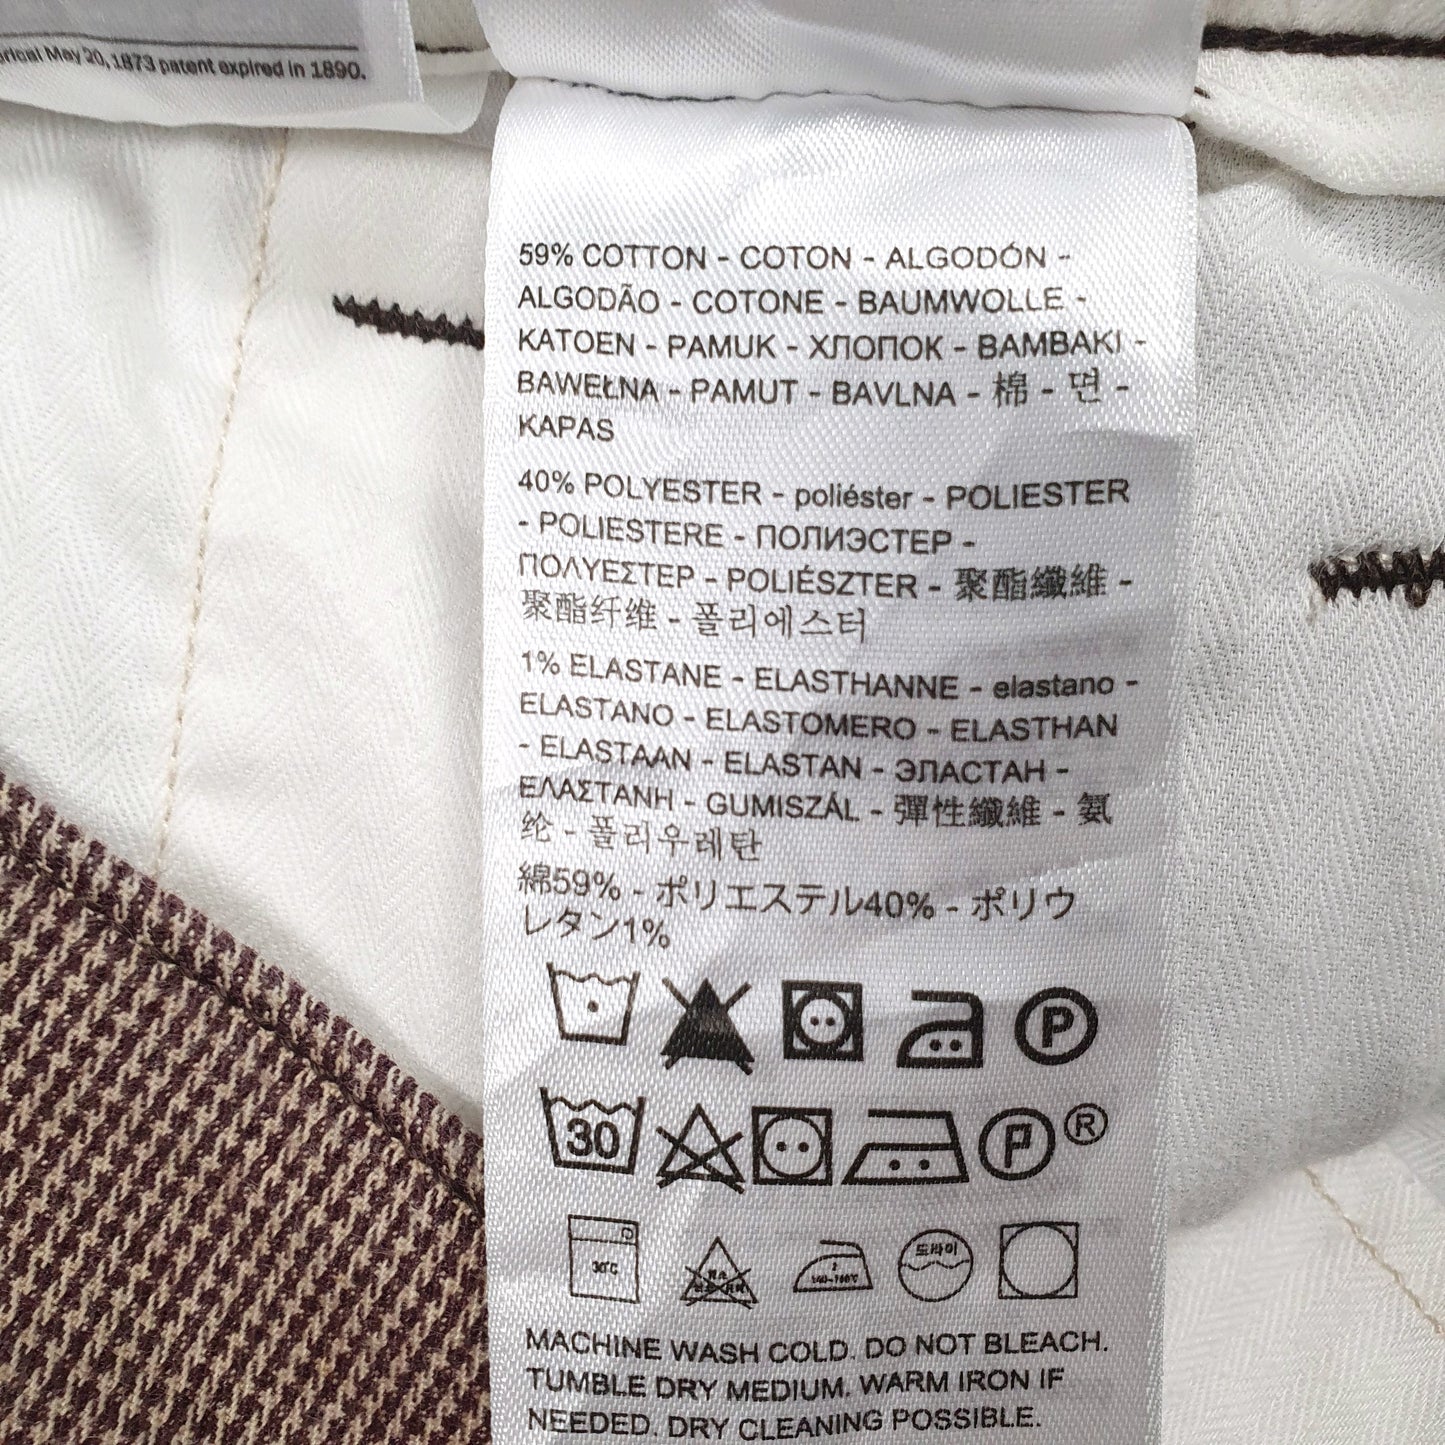 May 20, 1873 patent expired in 1890.
59% COTTON - COTON - ALGODÓN -
ALGODÃO - COTONE - BAUMWOLLE -
KATOEN - PAMUK - ХЛОПОК - BAMBAKI -
BAWEŁNA - PAMUT - BAVLNA - 棉 - 면 -
KAPAS
40% POLYESTER - poliéster - POLIESTER
- POLIESTERE - ПОЛИЭСТЕР -
ΠΟΛΥΕΣΤΕΡ - POLIÉSZTER - 聚酯纖維 -
聚酯纤维 - 폴리에스터
1% ELASTANE - ELASTHANNE - elastano -
ELASTANO - ELASTOMERO - ELASTHAN
- ELASTAAN - ELASTAN - ЭЛАСТАН -
ΕΛΑΣΤΑΝΗ - GUMISZÁL - 彈性纖維 - 氨
纶 - 폴리우레탄
綿59% - ポリエステル40% - ポリウ
レタン1%
P
30 P ®
30°C 드라이
MACHINE WASH COLD. DO NOT BLEACH.
TUMBLE DRY MEDIUM. WARM IRON IF
NEEDED. DRY CLEANING POSSIBLE.